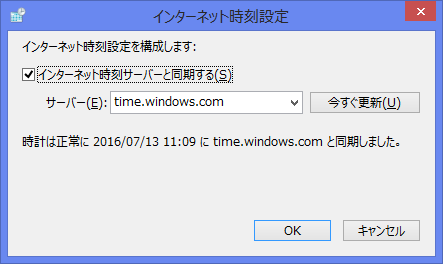 インターネット時刻設定
インターネット時刻設定を構成します:
インターネット時刻サーバーと同期する(S)
サーバー(E): time.windows.com 今すぐ更新(U)
時計は正常に 2016/07/13 11:09 に time.windows.com と同期しました。
OK キャンセル